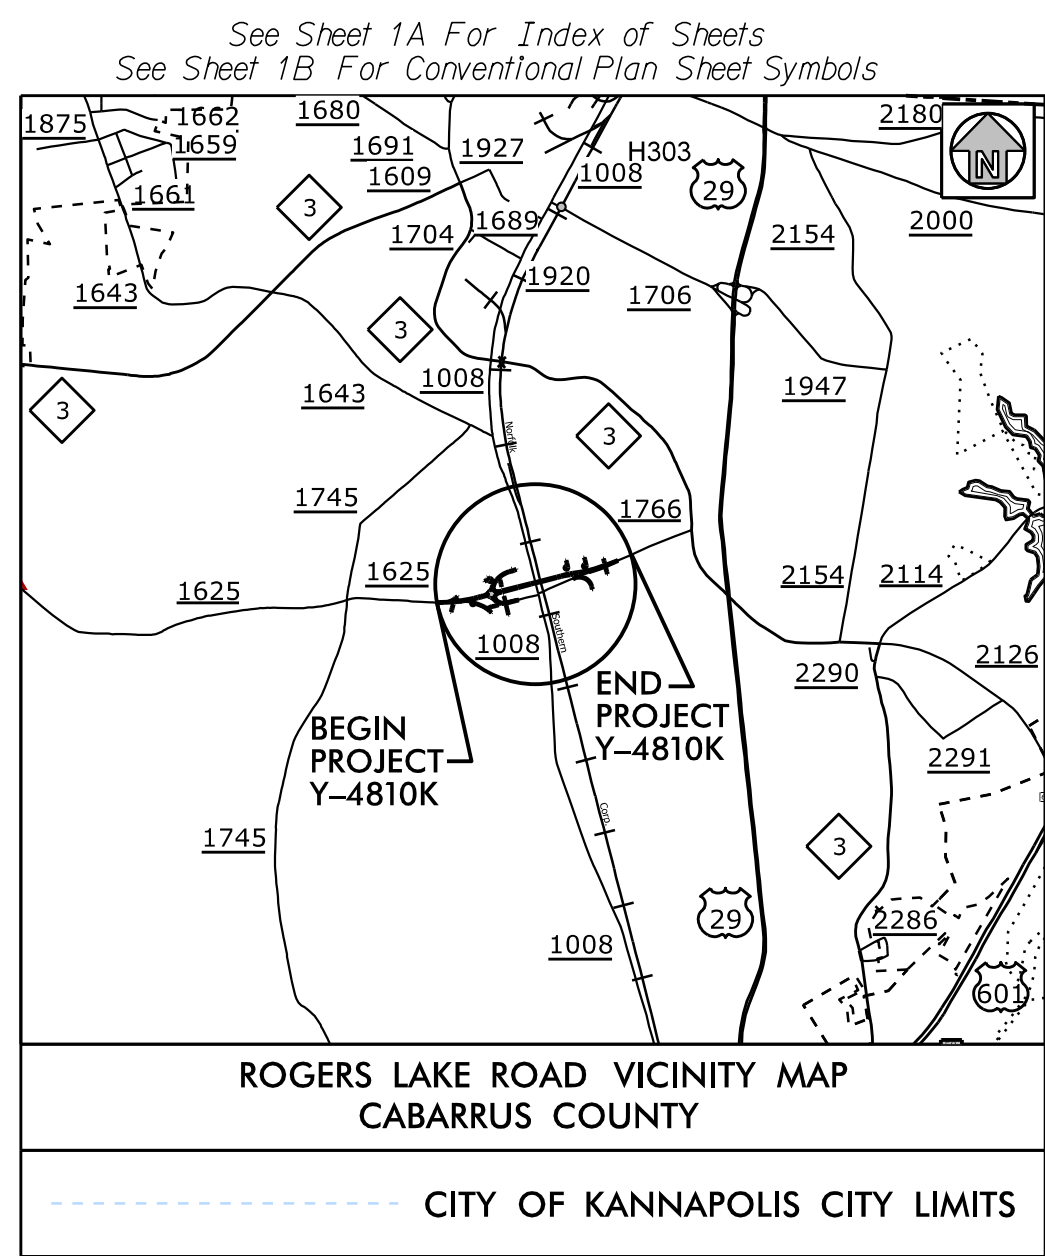 See Sheet 1A For Index of Sheets
See Sheet 1B For Conventional Plan Sheet Symbols
1875
1662
1659
1680
1691
1609
1927
1008
H303
29
2180
N
1661
3
1704
1689
2154
2000
1643
1920
1706
3
1008
1643
1947
3
3
Norfolk
1745
1766
1625
1625
2154
2114
1008
Southern
2126
2290
END
PROJECT
Y–4810K
BEGIN
PROJECT
Y–4810K
2291
Corp.
1745
3
29
2286
1008
601
ROGERS LAKE ROAD VICINITY MAP
CABARRUS COUNTY
CITY OF KANNAPOLIS CITY LIMITS